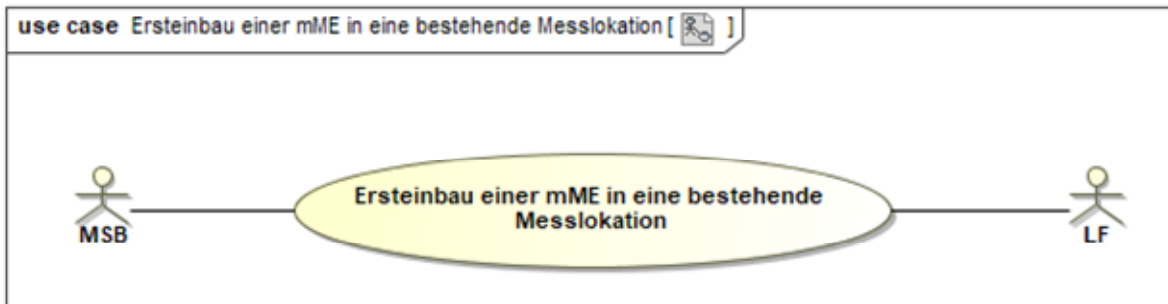 use case Ersteinbau einer mME in eine bestehende Messlokation [ ]
Ersteinbau einer mME in eine bestehende
Messlokation
MSB
LF